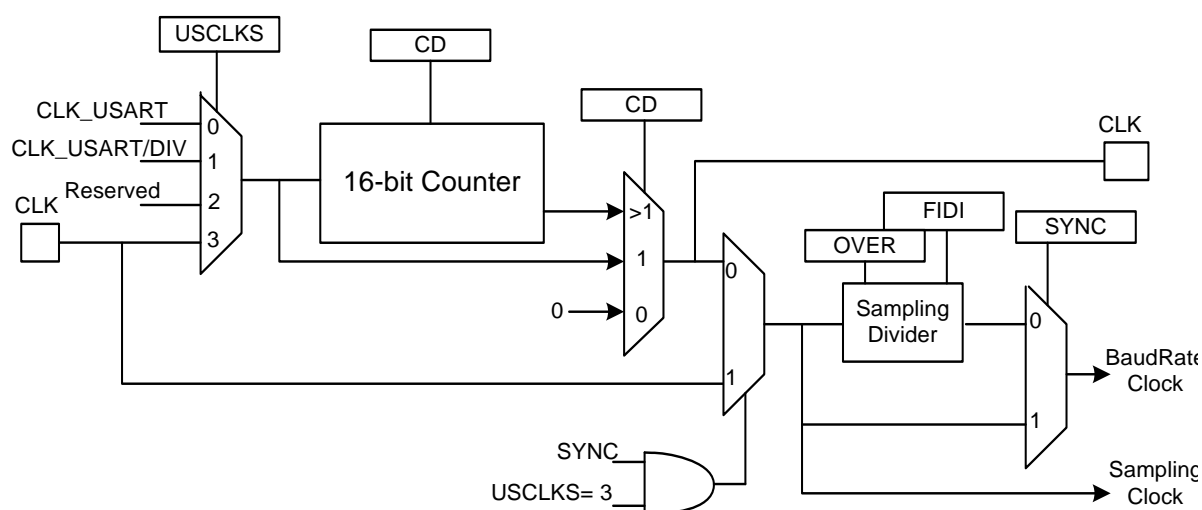 USCLKS
CD
CD
CLK_USART
CLK_USART/DIV
Reserved
CLK
0
1
2
3
16-bit Counter
>1
1
0
0
CLK
FIDI
OVER
SYNC
0
1
Sampling
Divider
0
1
BaudRate
Clock
SYNC
USCLKS= 3
Sampling
Clock